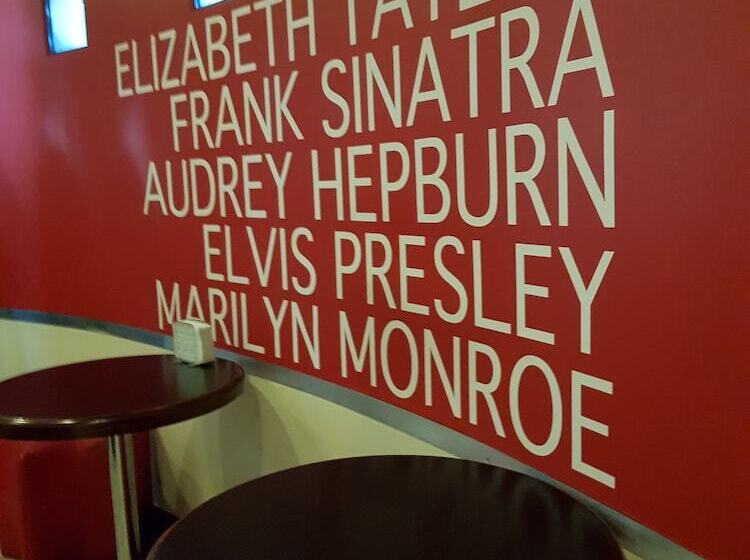 ELIZABETH
FRANK SINATRA
AUDREY HEPBURN
ELVIS PRESLEY
MARILYN MONROE